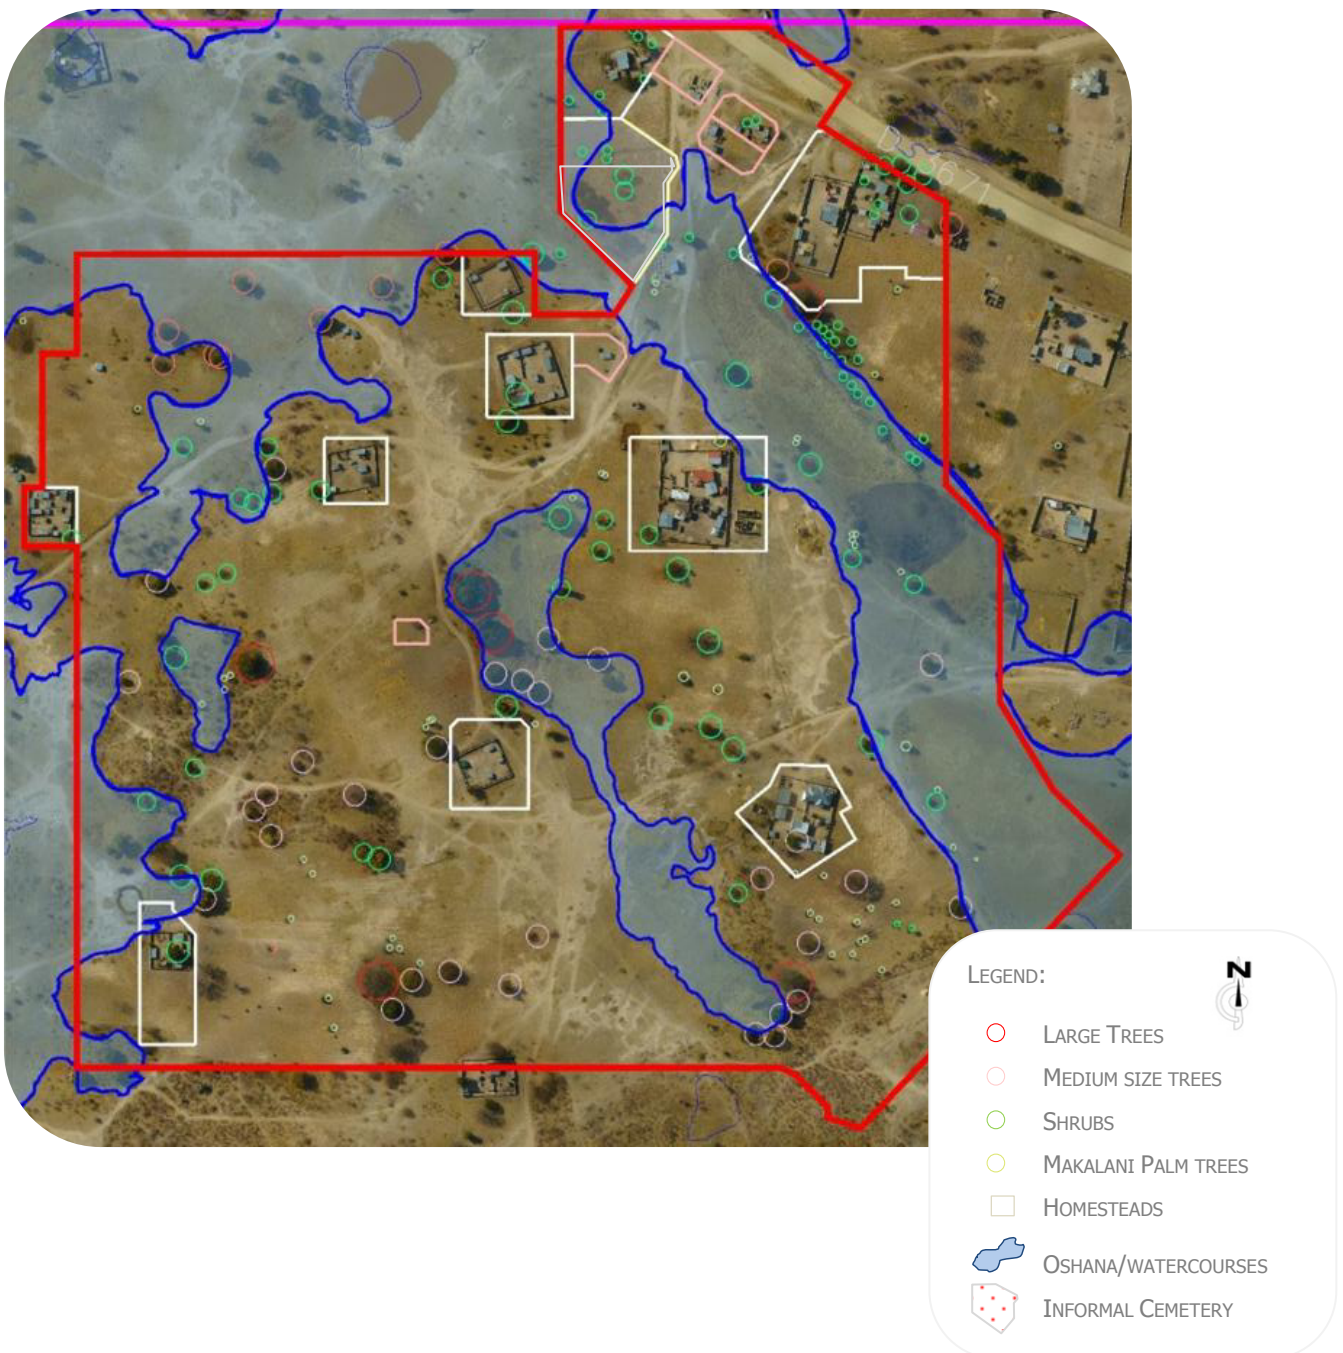 LEGEND:
N
LARGE TREES
MEDIUM SIZE TREES
SHRUBS
MAKALANI PALM TREES
HOMESTEADS
OSHANA/WATERCOURSES
INFORMAL CEMETERY